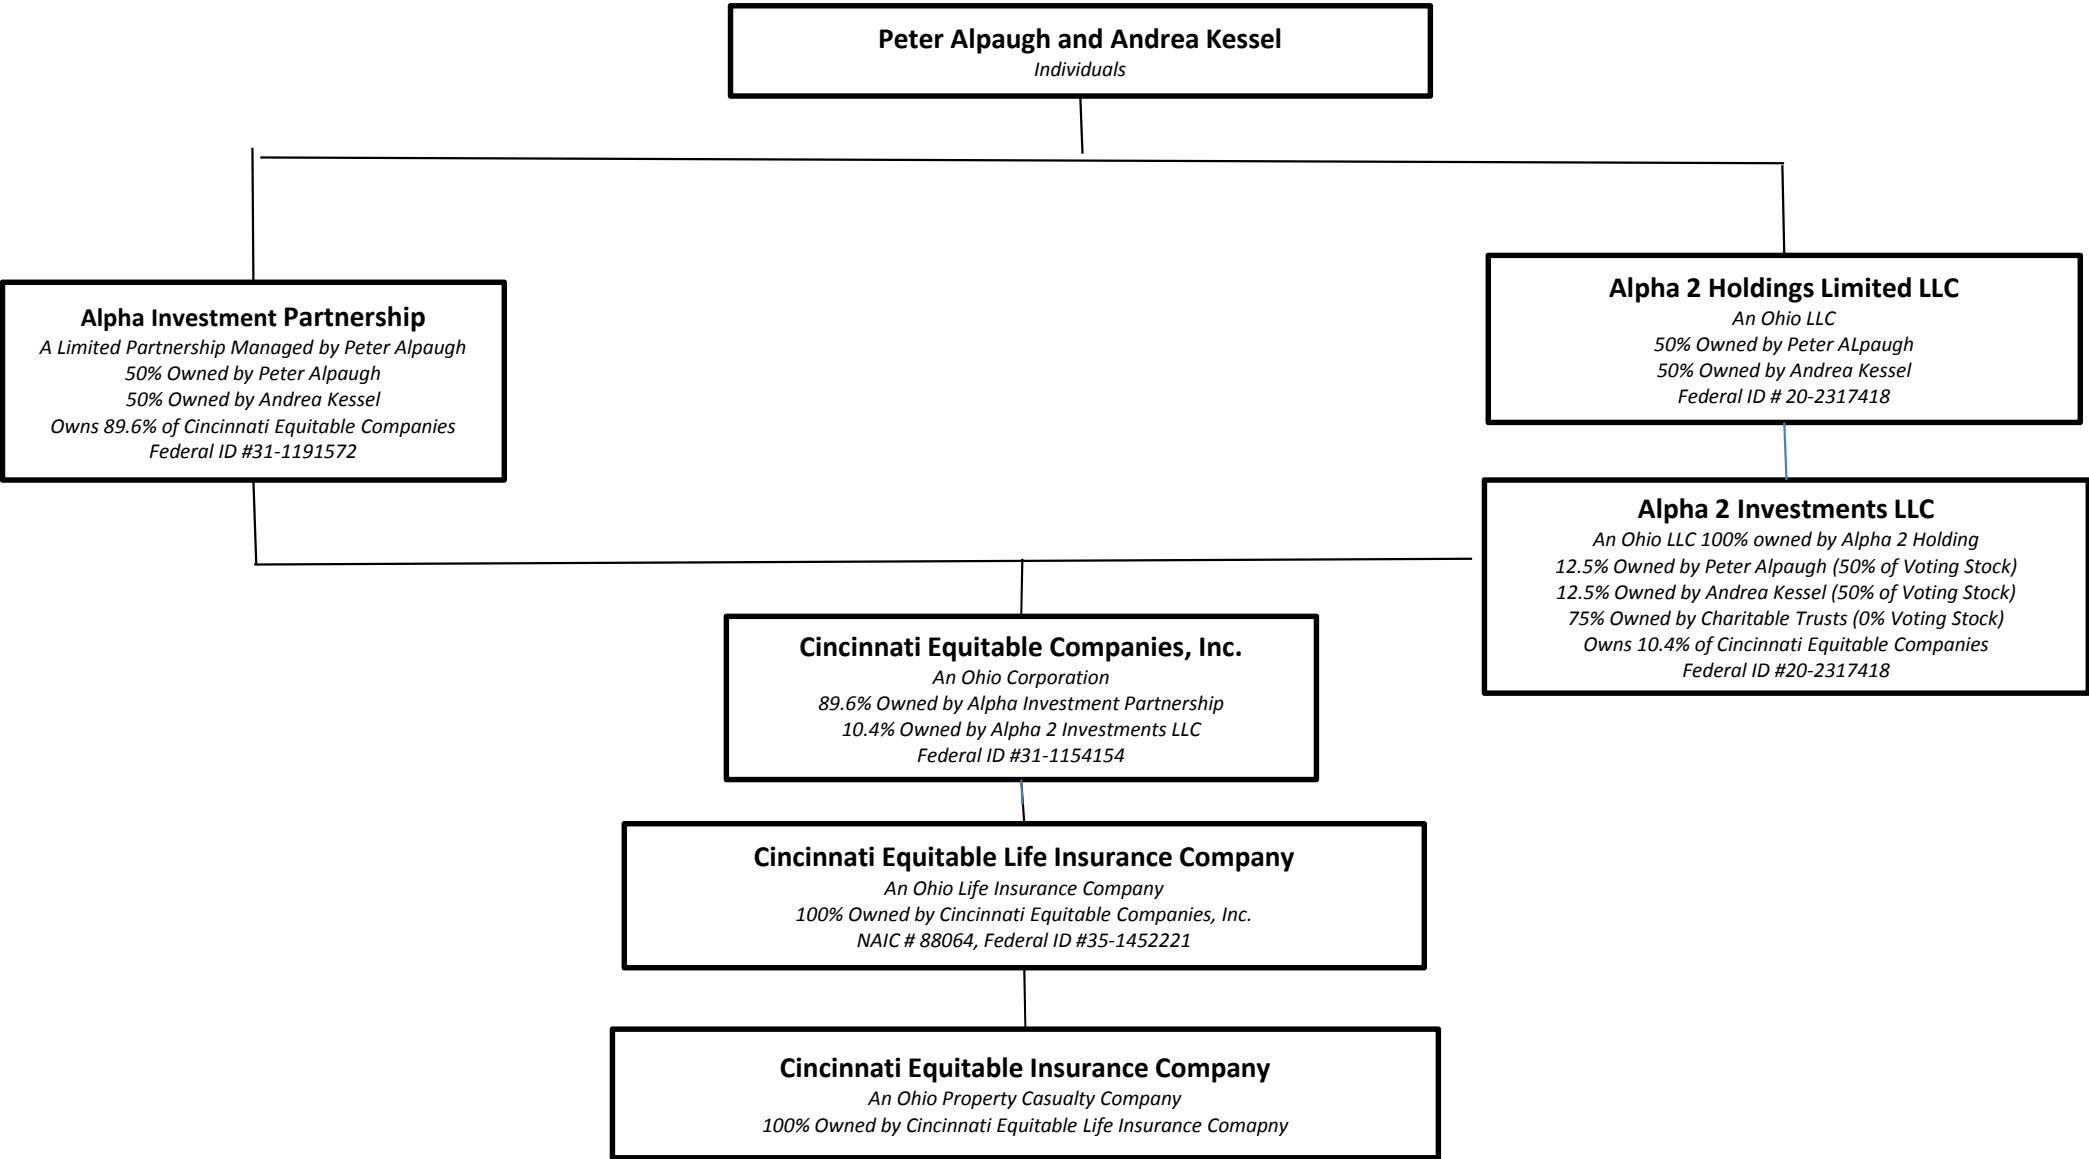 Peter Alpaugh and Andrea Kessel
Individuals
Alpha Investment Partnership
A Limited Partnership Managed by Peter Alpaugh
50% Owned by Peter Alpaugh
50% Owned by Andrea Kessel
Owns 89.6% of Cincinnati Equitable Companies
Federal ID #31-1191572
Alpha 2 Holdings Limited LLC
An Ohio LLC
50% Owned by Peter ALpaugh
50% Owned by Andrea Kessel
Federal ID # 20-2317418
Alpha 2 Investments LLC
An Ohio LLC 100% owned by Alpha 2 Holding
12.5% Owned by Peter Alpaugh (50% of Voting Stock)
12.5% Owned by Andrea Kessel (50% of Voting Stock)
75% Owned by Charitable Trusts (0% Voting Stock)
Owns 10.4% of Cincinnati Equitable Companies
Federal ID #20-2317418
Cincinnati Equitable Companies, Inc.
An Ohio Corporation
89.6% Owned by Alpha Investment Partnership
10.4% Owned by Alpha 2 Investments LLC
Federal ID #31-1154154
Cincinnati Equitable Life Insurance Company
An Ohio Life Insurance Company
100% Owned by Cincinnati Equitable Companies, Inc.
NAIC # 88064, Federal ID #35-1452221
Cincinnati Equitable Insurance Company
An Ohio Property Casualty Company
100% Owned by Cincinnati Equitable Life Insurance Comapny